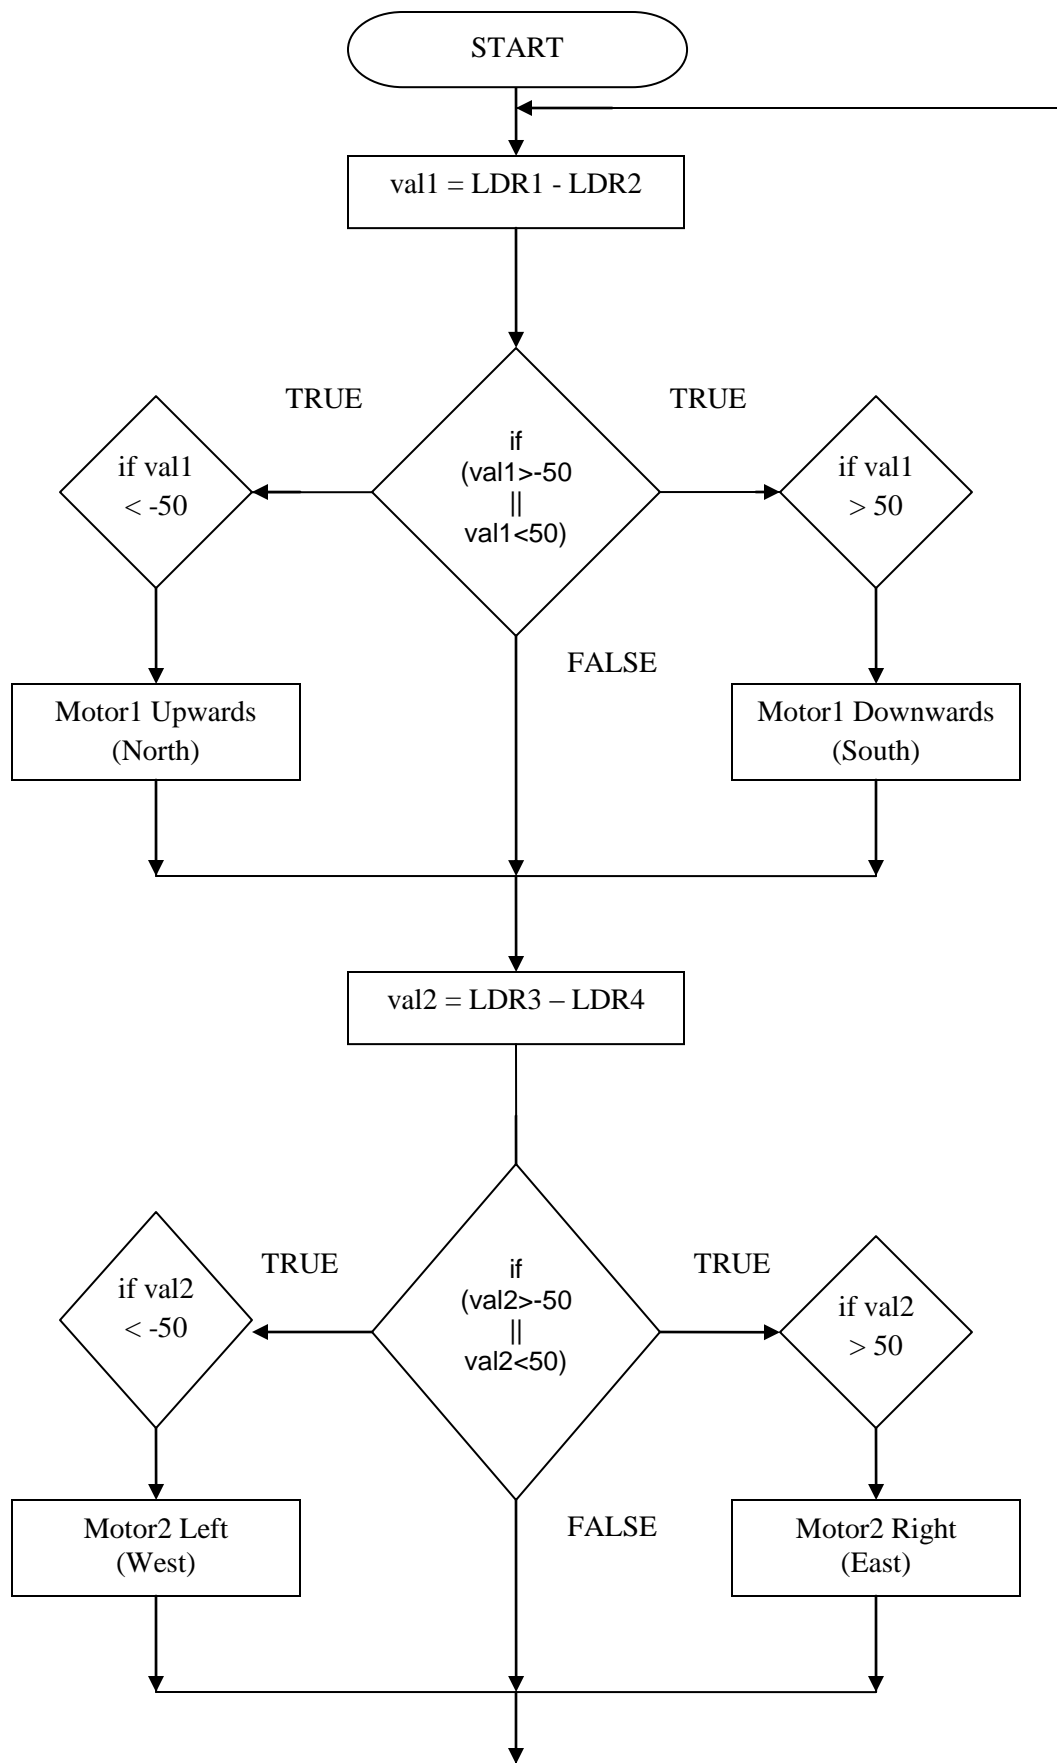 START
val1 = LDR1 - LDR2
TRUE
TRUE
if val1
< -50
if
(val1>-50
||
val1<50)
if val1
> 50
FALSE
Motor1 Upwards
(North)
Motor1 Downwards
(South)
val2 = LDR3 – LDR4
TRUE
TRUE
if val2
< -50
if
(val2>-50
||
val2<50)
if val2
> 50
FALSE
Motor2 Left
(West)
Motor2 Right
(East)